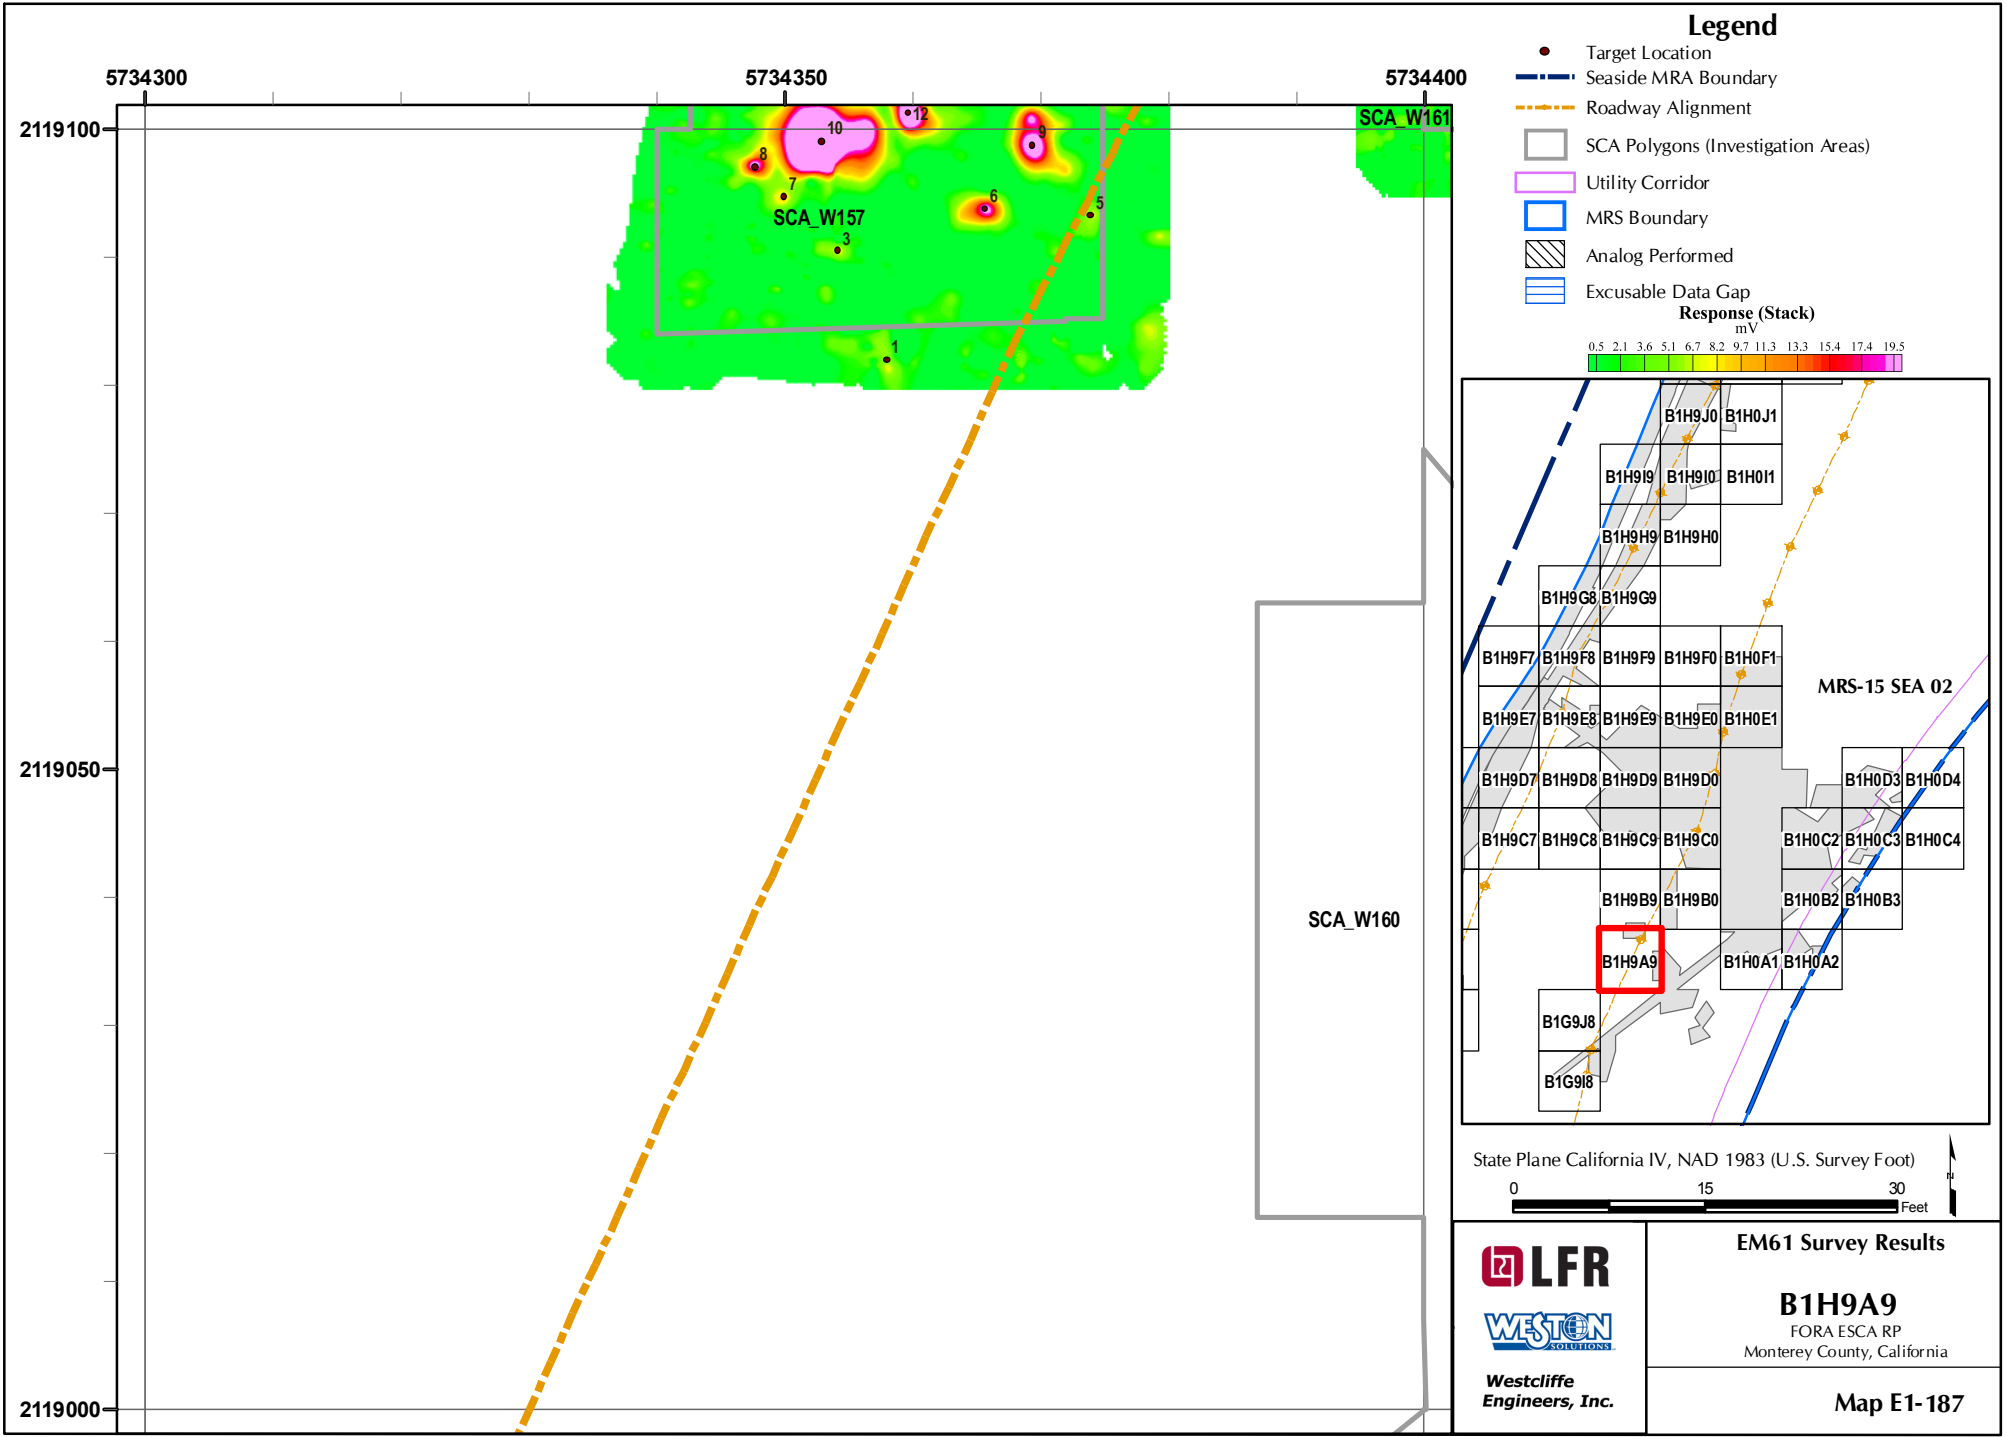 5734300
5734350
5734400
2119100
2119050
2119000
12
10
9
8
7
6
5
3
1
SCA_W157
SCA_W161
SCA_W160
Legend
Target Location
Seaside MRA Boundary
Roadway Alignment
SCA Polygons (Investigation Areas)
Utility Corridor
MRS Boundary
Analog Performed
Excusable Data Gap
Response (Stack)
mV
0.5 2.1 3.6 5.1 6.7 8.2 9.7 11.3 13.3 15.4 17.4 19.5
B1H9J0 B1H0J1
B1H9I9 B1H9I0 B1H0I1
B1H9H9 B1H9H0
B1H9G8 B1H9G9
B1H9F7 B1H9F8 B1H9F9 B1H9F0 B1H0F1
MRS-15 SEA 02
B1H9E7 B1H9E8 B1H9E9 B1H9E0 B1H0E1
B1H9D7 B1H9D8 B1H9D9 B1H9D0 B1H0D3 B1H0D4
B1H9C7 B1H9C8 B1H9C9 B1H9C0 B1H0C2 B1H0C3 B1H0C4
B1H9B9 B1H9B0 B1H0B2 B1H0B3
B1H9A9 B1H0A1 B1H0A2
B1G9J8
B1G9I8
State Plane California IV, NAD 1983 (U.S. Survey Foot)
0 15 30
Feet
N
LFR
WESTON
SOLUTIONS
Westcliffe
Engineers, Inc.
EM61 Survey Results
B1H9A9
FORA ESCA RP
Monterey County, California
Map E1-187